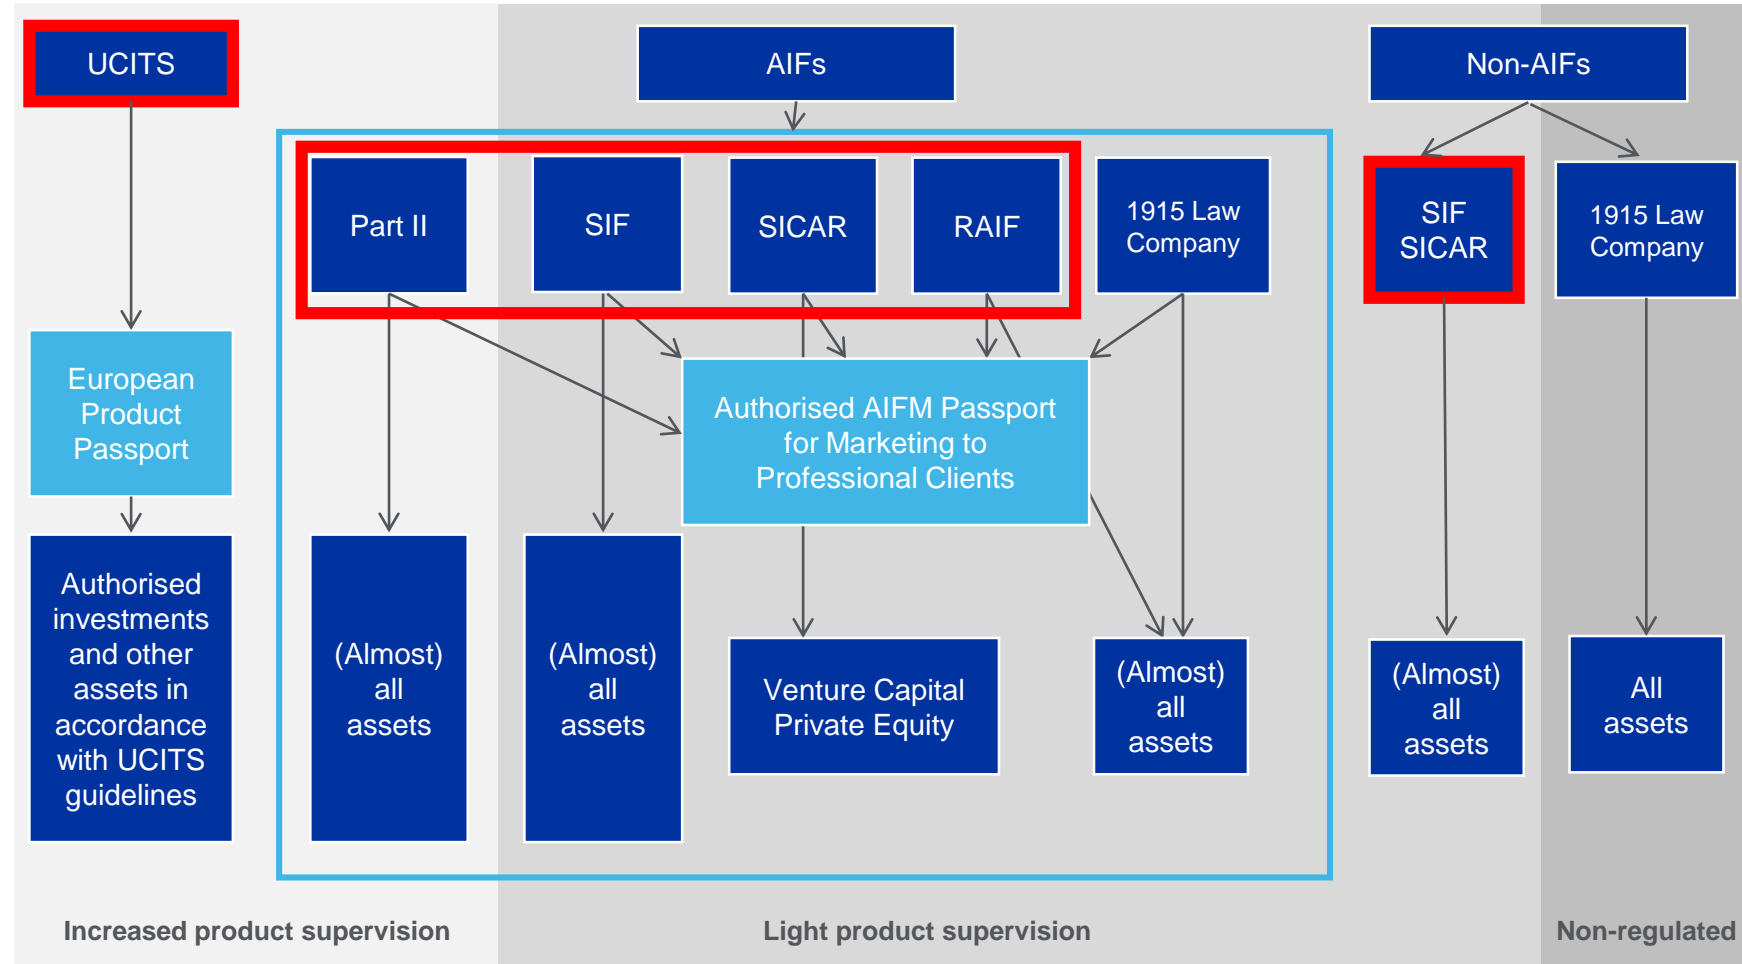 UCITS
AIFs
Non-AIFs
Part II
SIF
SICAR
RAIF
1915 Law
Company
SIF
SICAR
1915 Law
Company
European
Product
Passport
Authorised AIFM Passport
for Marketing to
Professional Clients
Authorised
investments
and other
assets in
accordance
with UCITS
guidelines
(Almost)
all
assets
(Almost)
all
assets
Venture Capital
Private Equity
(Almost)
all
assets
(Almost)
all
assets
All
assets
Increased product supervision
Light product supervision
Non-regulated